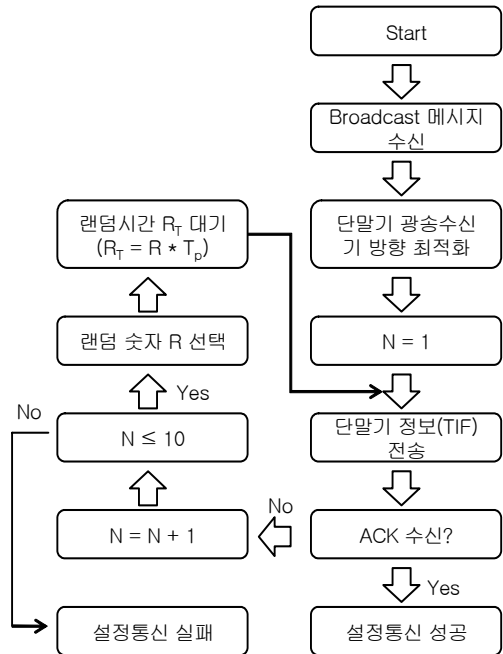 Start
Broadcast 메시지
수신
랜덤시간 R_T 대기
(R_T = R * T_p)
단말기 광송수신
기 방향 최적화
랜덤 숫자 R 선택
N = 1
Yes
No
N ≤ 10
단말기 정보(TIF)
전송
No
N = N + 1
ACK 수신?
Yes
설정통신 실패
설정통신 성공